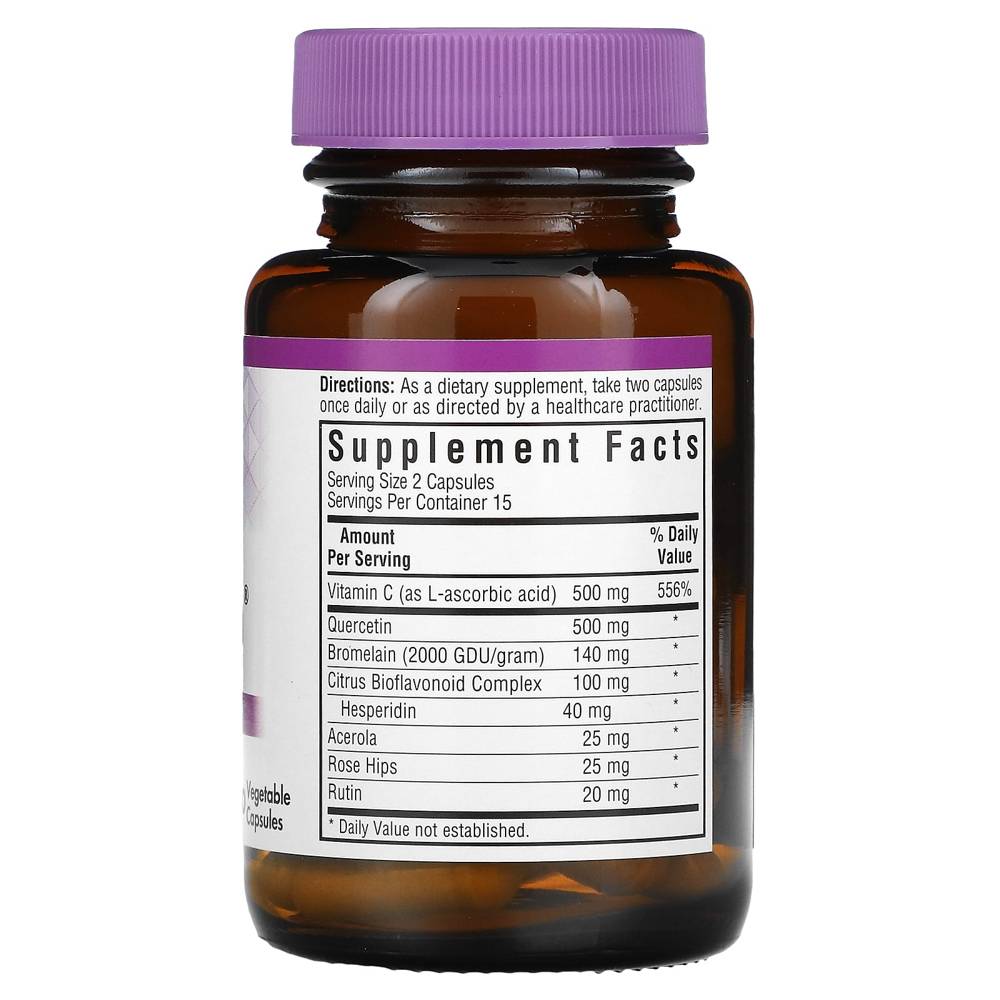 Directions: As a dietary supplement, take two capsules
once daily or as directed by a healthcare practitioner.
Supplement Facts
Serving Size 2 Capsules
Servings Per Container 15
Amount
Per Serving
% Daily
Value
Vitamin C (as L-ascorbic acid) 500 mg 556%
Quercetin 500 mg *
Bromelain (2000 GDU/gram) 140 mg *
Citrus Bioflavonoid Complex 100 mg *
Hesperidin 40 mg *
Acerola 25 mg *
Rose Hips 25 mg *
Rutin 20 mg *
* Daily Value not established.
®
Vegetable
Capsules